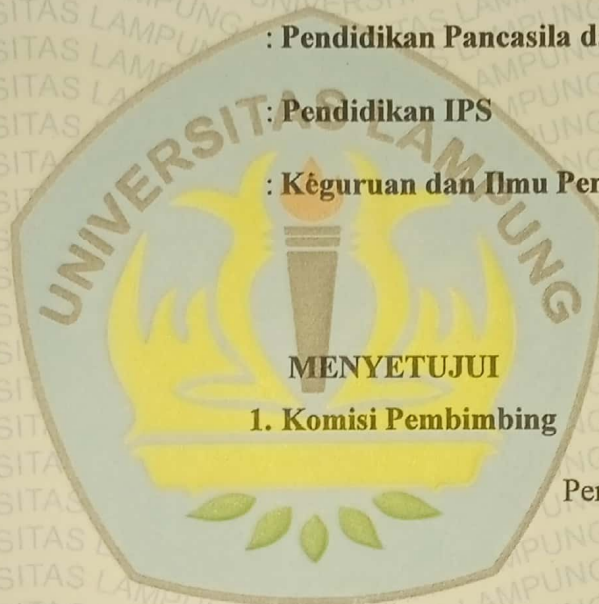 : Pendidikan Pancasila d
: Pendidikan IPS
: Keguruan dan Ilmu Per
UNIVERSITAS LAMPUNG
MENYETUJUI
1. Komisi Pembimbing
Per